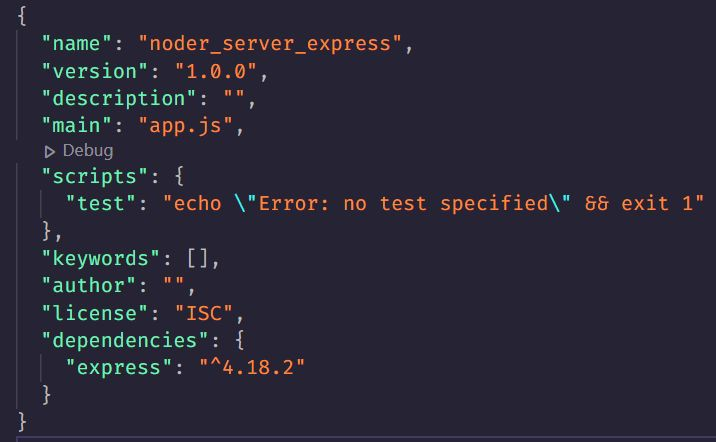 {
  "name": "noder_server_express",
  "version": "1.0.0",
  "description": "",
  "main": "app.js",
  Debug
  "scripts": {
    "test": "echo \"Error: no test specified\" && exit 1"
  },
  "keywords": [],
  "author": "",
  "license": "ISC",
  "dependencies": {
    "express": "^4.18.2"
  }
}